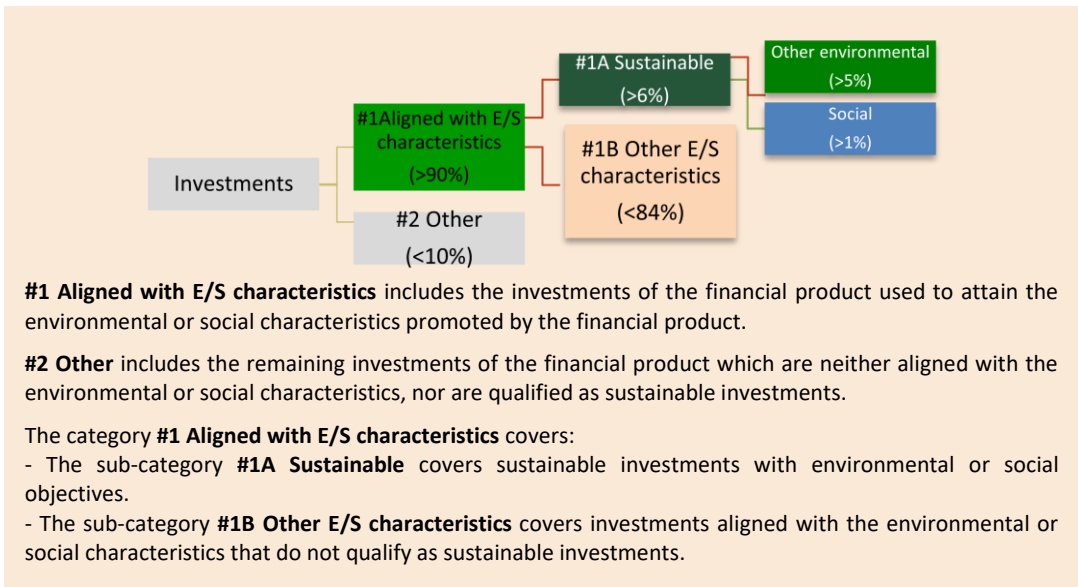 Investments
#1Aligned with E/S
characteristics
(>90%)
#2 Other
(<10%)
#1A Sustainable
(>6%)
#1B Other E/S
characteristics
(<84%)
Other environmental
(>5%)
Social
(>1%)
#1 Aligned with E/S characteristics includes the investments of the financial product used to attain the
environmental or social characteristics promoted by the financial product.
#2 Other includes the remaining investments of the financial product which are neither aligned with the
environmental or social characteristics, nor are qualified as sustainable investments.
The category #1 Aligned with E/S characteristics covers:
- The sub-category #1A Sustainable covers sustainable investments with environmental or social
objectives.
- The sub-category #1B Other E/S characteristics covers investments aligned with the environmental or
social characteristics that do not qualify as sustainable investments.